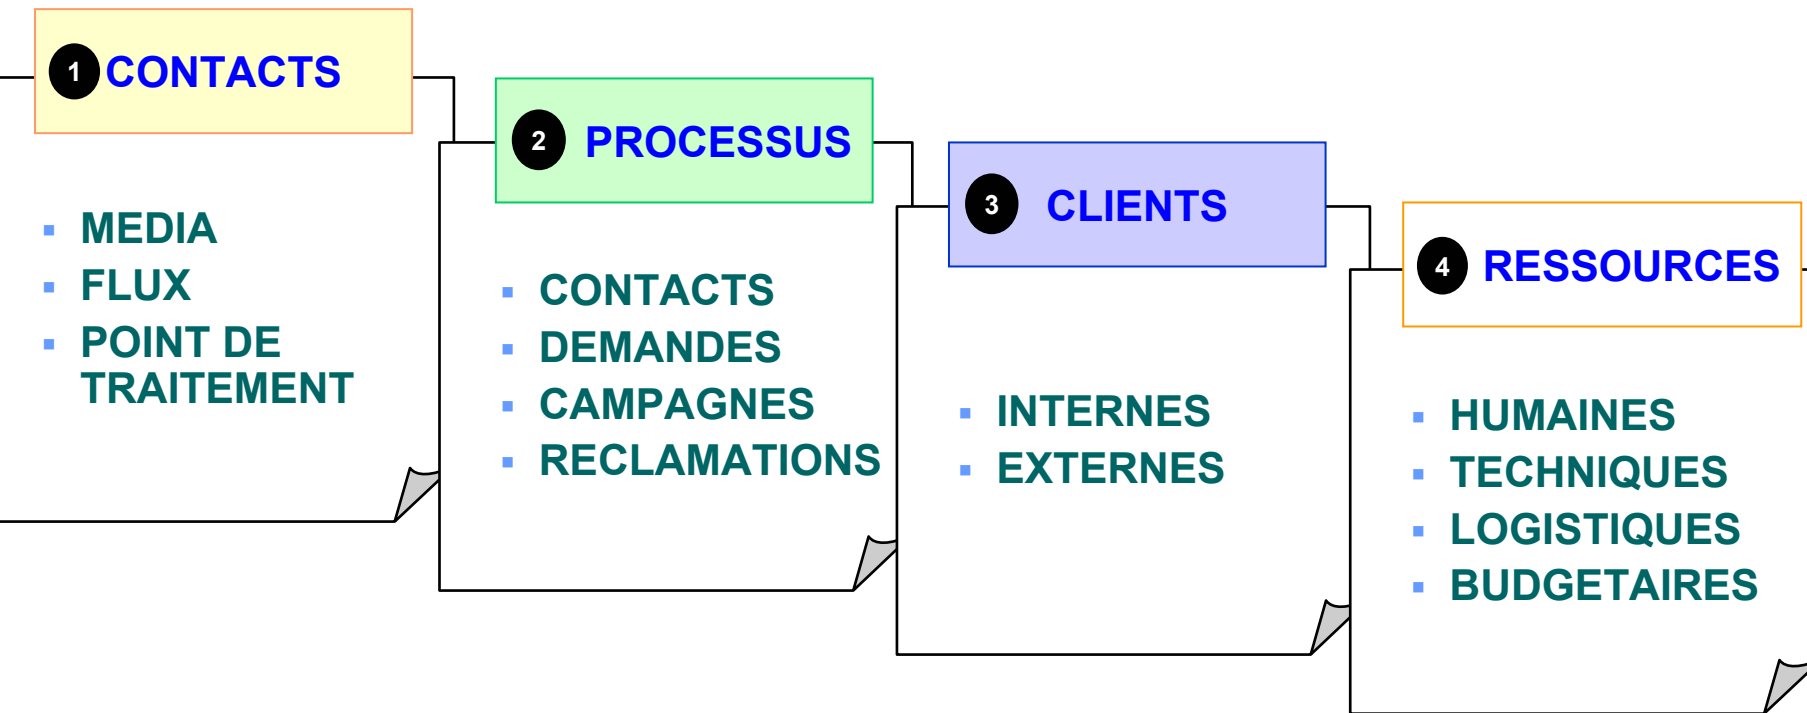 1 CONTACTS
▪ MEDIA
▪ FLUX
▪ POINT DE
TRAITEMENT
2 PROCESSUS
▪ CONTACTS
▪ DEMANDES
▪ CAMPAGNES
▪ RECLAMATIONS
3 CLIENTS
▪ INTERNES
▪ EXTERNES
4 RESSOURCES
▪ HUMAINES
▪ TECHNIQUES
▪ LOGISTIQUES
▪ BUDGETAIRES